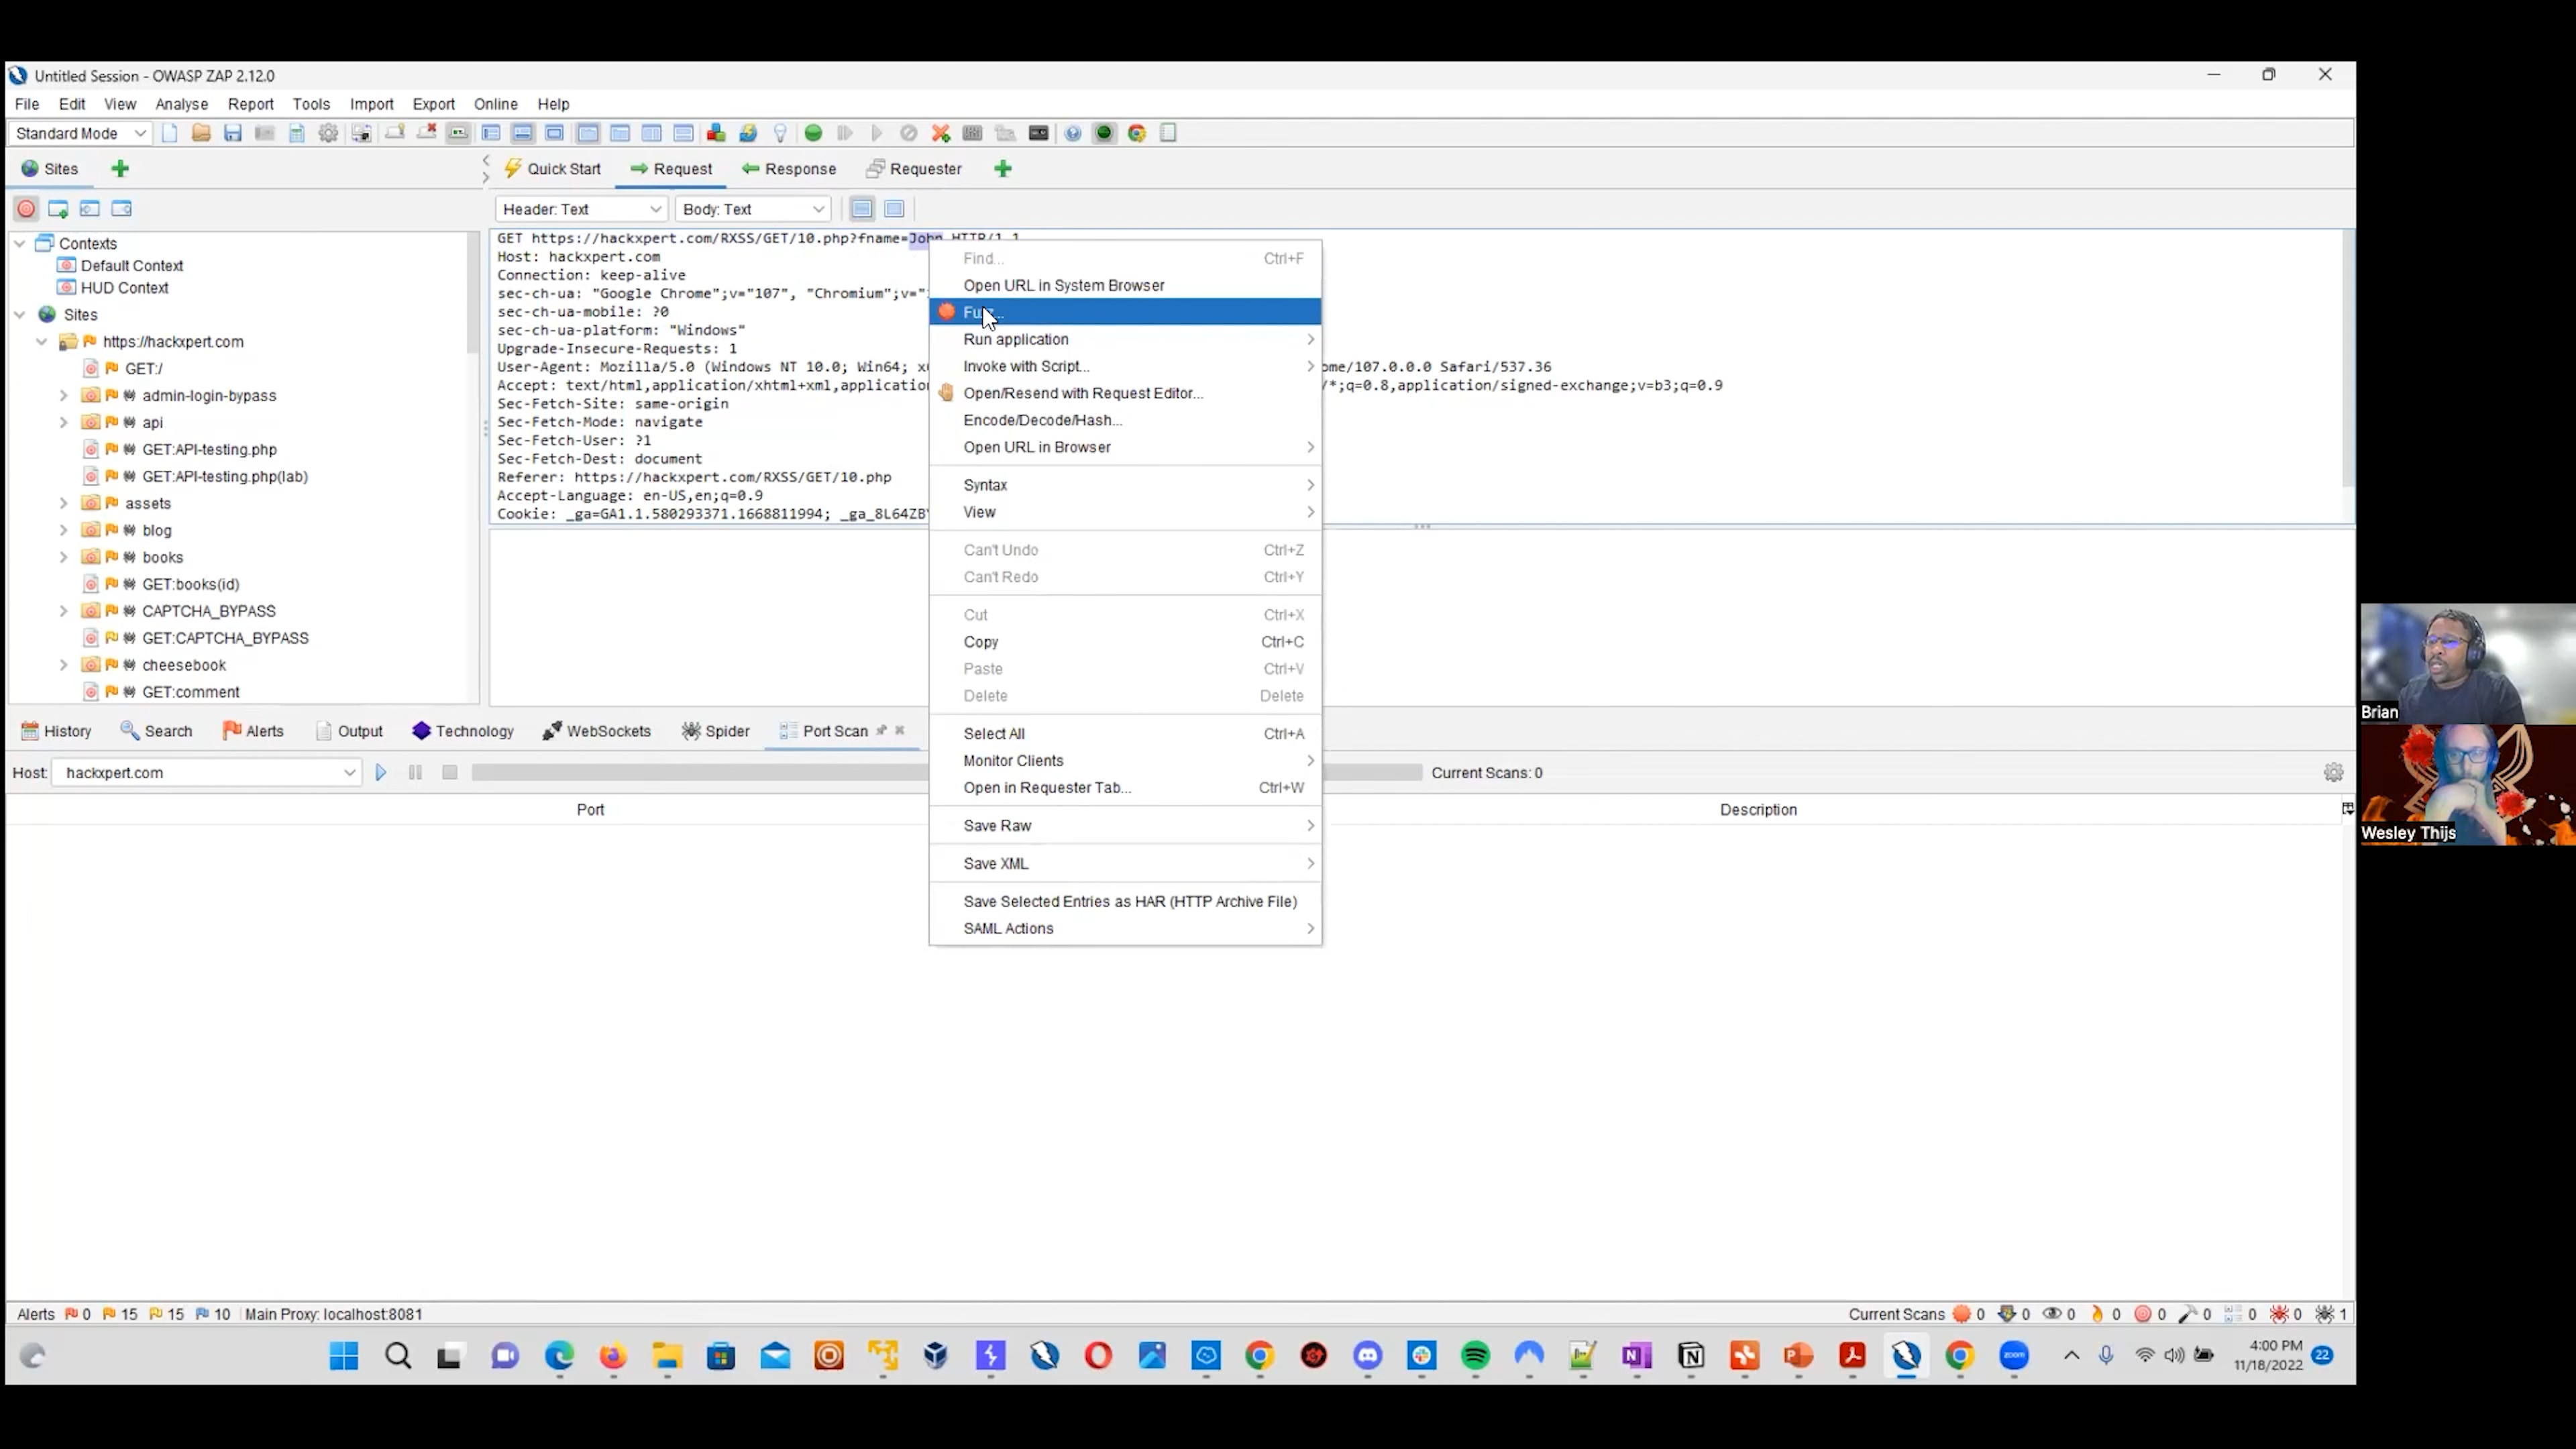 Untitled Session - OWASP ZAP 2.12.0
File Edit View Analyse Report Tools Import Export Online Help
Standard Mode
Sites
Quick Start Request Response Requester
Header: Text Body: Text
Contexts
Default Context
HUD Context
Sites
https://hackxpert.com
GET:/
admin-login-bypass
api
GET:API-testing.php
GET:API-testing.php(lab)
assets
blog
books
GET:books(id)
CAPTCHA_BYPASS
GET:CAPTCHA_BYPASS
cheesebook
GET:comment
GET https://hackxpert.com/RXSS/GET/10.php?fname=John HTTP/1.1
Host: hackxpert.com
Connection: keep-alive
sec-ch-ua: "Google Chrome";v="107", "Chromium";v="
sec-ch-ua-mobile: ?0
sec-ch-ua-platform: "Windows"
Upgrade-Insecure-Requests: 1
User-Agent: Mozilla/5.0 (Windows NT 10.0; Win64; ome/107.0.0.0 Safari/537.36
Accept: text/html,application/xhtml+xml,application /*;q=0.8,application/signed-exchange;v=b3;q=0.9
Sec-Fetch-Site: same-origin
Sec-Fetch-Mode: navigate
Sec-Fetch-User: ?1
Sec-Fetch-Dest: document
Referer: https://hackxpert.com/RXSS/GET/10.php
Accept-Language: en-US,en;q=0.9
Cookie: _ga=GA1.1.580293371.1668811994;
Find... Ctrl+F
Open URL in System Browser
Run application
Invoke with Script...
Open/Resend with Request Editor...
Encode/Decode/Hash...
Open URL in Browser
Syntax
View
Can't Undo Ctrl+Z
Can't Redo Ctrl+Y
Cut Ctrl+X
Copy Ctrl+C
Paste Ctrl+V
Delete Delete
Select All Ctrl+A
Monitor Clients
Open in Requester Tab... Ctrl+W
Save Raw
Save XML
Save Selected Entries as HAR (HTTP Archive File)
SAML Actions
History Search Alerts Output Technology WebSockets Spider Port Scan
Host: hackxpert.com Current Scans: 0
Port Description
Brian
Wesley Thijs
Alerts 0 15 15 10 Main Proxy: localhost:8081
Current Scans 0 0 0 0 0 0 0 0 1
zoom
4:00 PM
11/18/2022
22